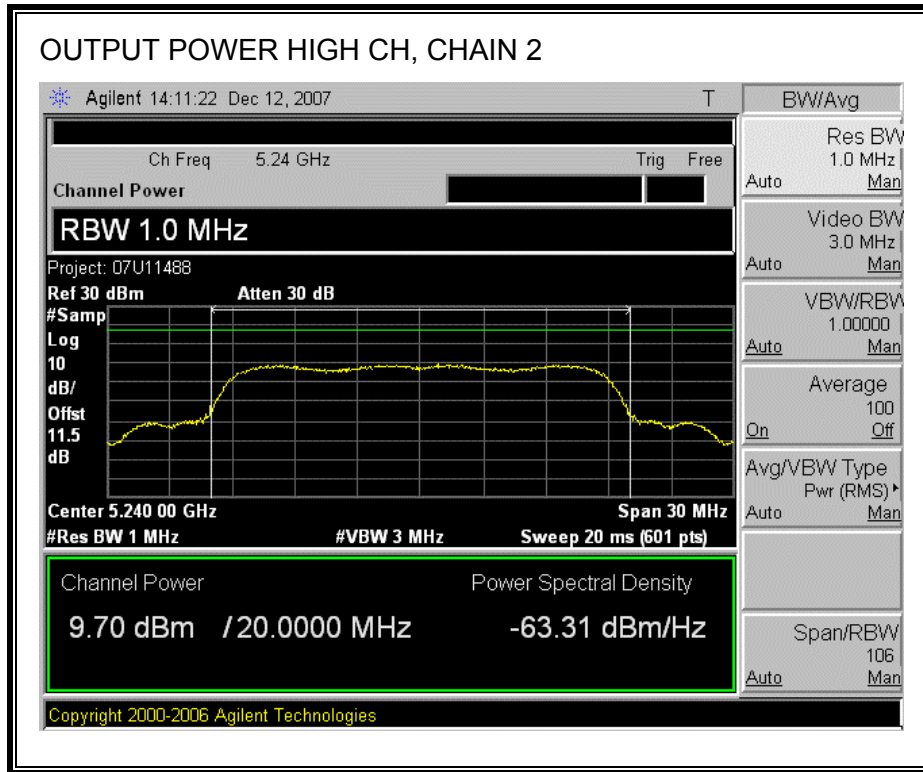 OUTPUT POWER HIGH CH, CHAIN 2
Agilent 14:11:22 Dec 12, 2007 T
Ch Freq 5.24 GHz Trig Free
Channel Power
RBW 1.0 MHz
Project: 07U11488
Ref 30 dBm Atten 30 dB
#Samp
Log
10
dB/
Offst
11.5
dB
Center 5.240 00 GHz Span 30 MHz
#Res BW 1 MHz #VBW 3 MHz Sweep 20 ms (601 pts)
Channel Power Power Spectral Density
9.70 dBm / 20.0000 MHz -63.31 dBm/Hz
Copyright 2000-2006 Agilent Technologies
BW/Avg
Res BW
1.0 MHz
Auto Man
Video BW
3.0 MHz
Auto Man
VBW/RBW
1.00000
Auto Man
Average
100
On Off
Avg/VBW Type
Pwr (RMS)
Auto Man
Span/RBW
106
Auto Man